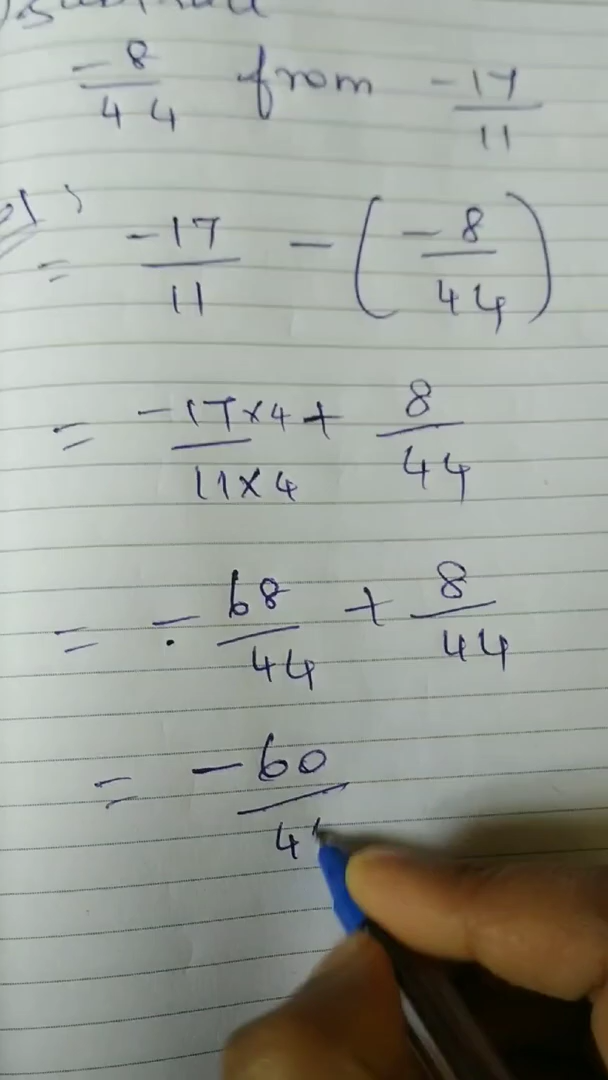 -8/44 from -17/11
= -17/11 - (-8/44)
= -17×4/11×4 + 8/44
= -68/44 + 8/44
= -60/4